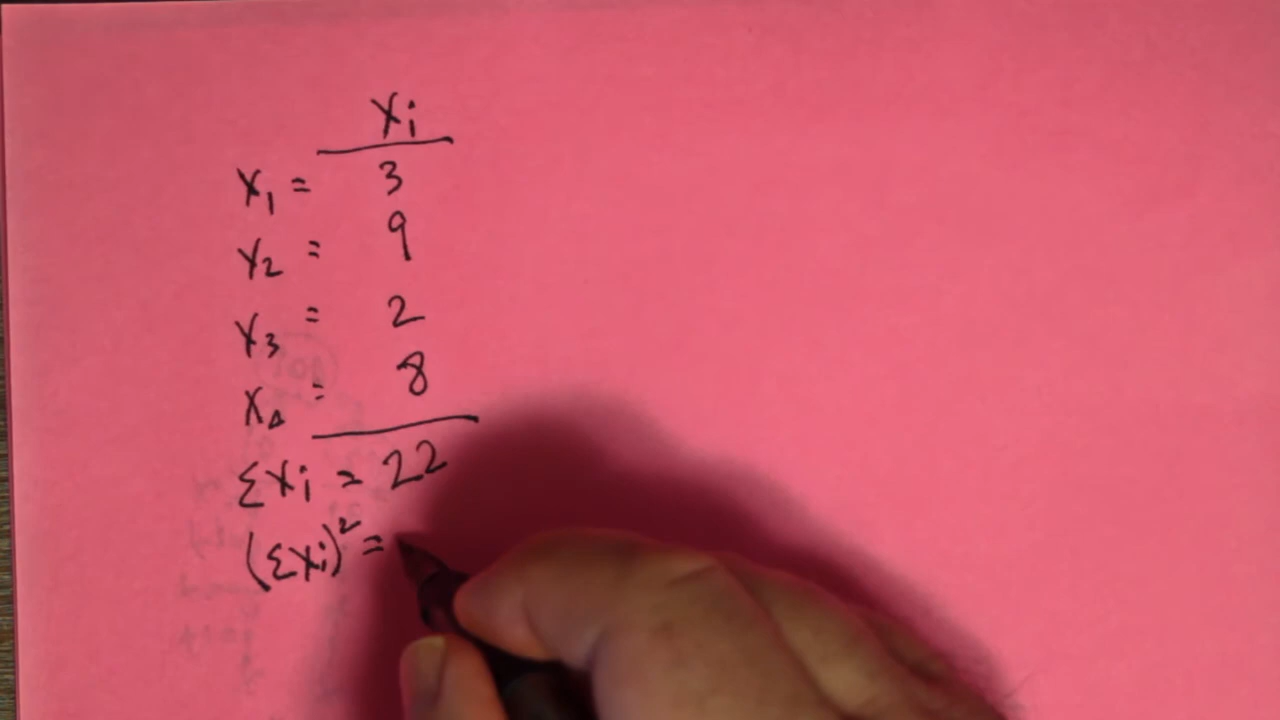 Xi
X1 = 3
X2 = 9
X3 = 2
X4 = 8
ΣXi = 22
(ΣXi)² =